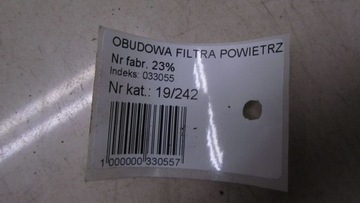 OBUDOWA FILTRA POWIETRZ
Nr fabr. 23%
Indeks: 033055
Nr kat.: 19/242
1 000000 330557